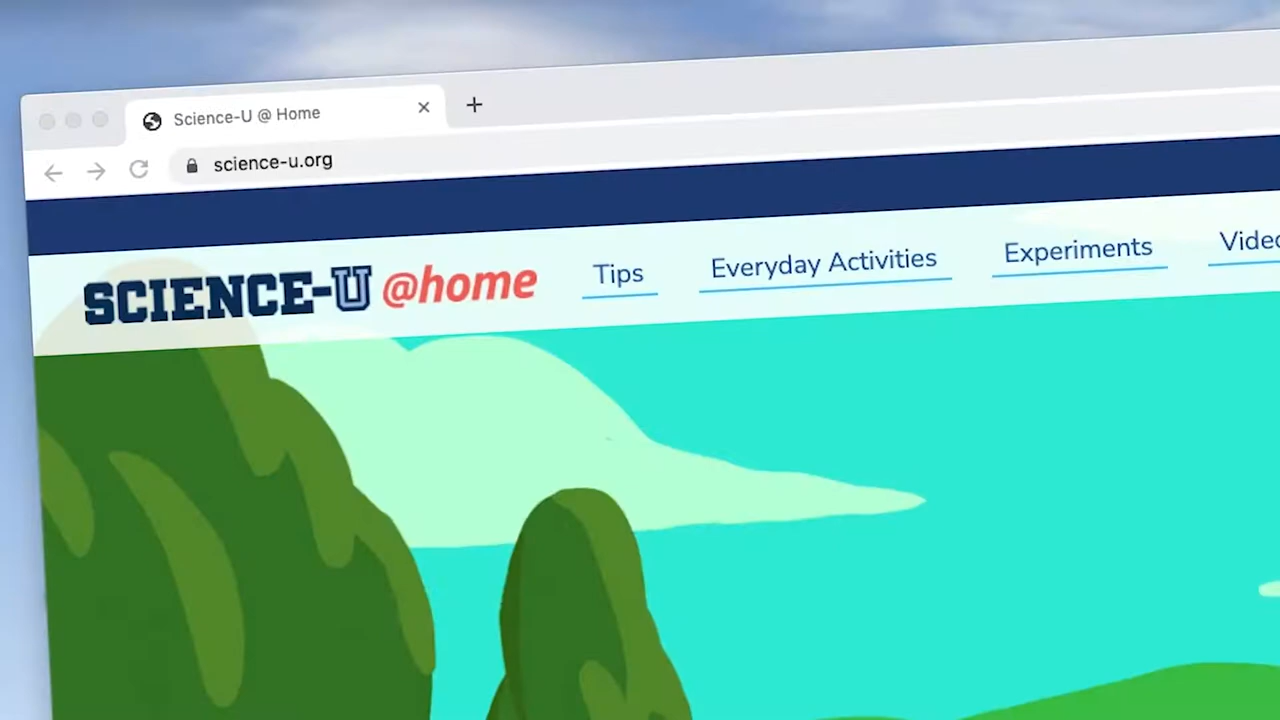 Science-U @ Home
science-u.org
SCIENCE-U @home
Tips
Everyday Activities
Experiments